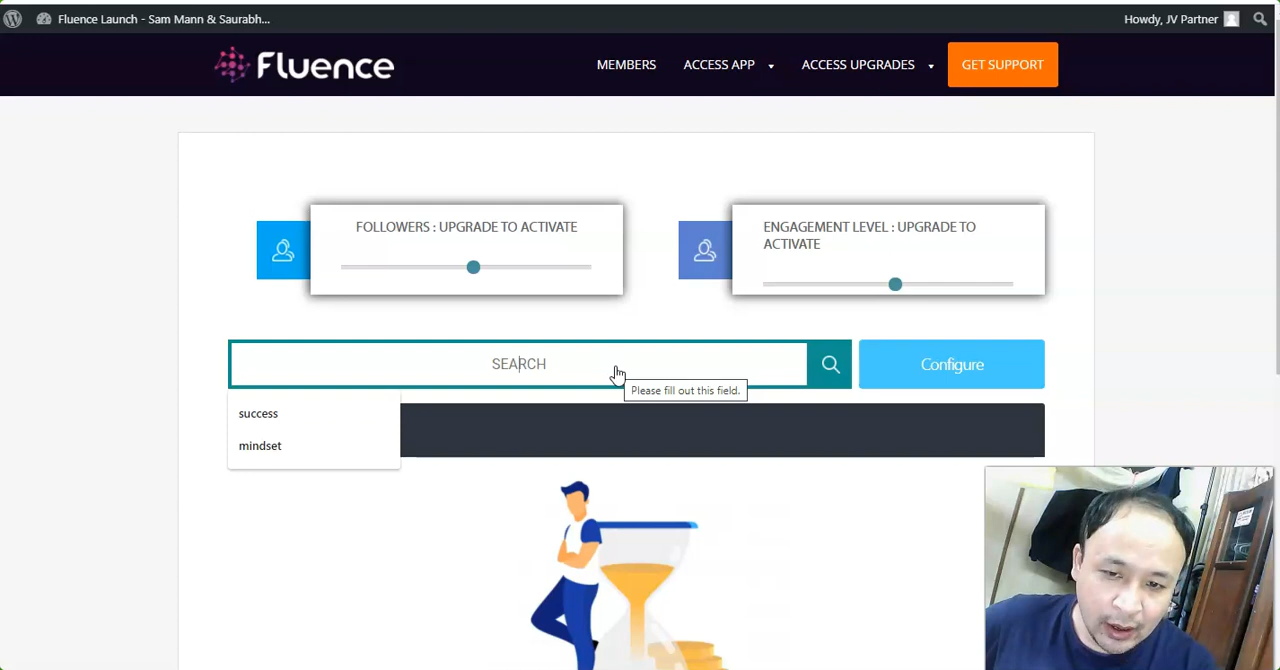 Fluence Launch - Sam Mann & Saurabh...
Howdy, JV Partner
Fluence
MEMBERS
ACCESS APP
ACCESS UPGRADES
GET SUPPORT
FOLLOWERS : UPGRADE TO ACTIVATE
ENGAGEMENT LEVEL : UPGRADE TO
ACTIVATE
SEARCH
Configure
Please fill out this field.
success
mindset